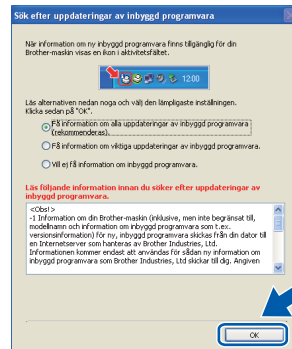 Sök efter uppdateringar av inbyggd programvara
När information om ny inbyggd programvara finns tillgänglig för din
Brother-maskin visas en ikon i aktivitetsfältet.
12:00
Läs alternativen nedan noga och välj den lämpligaste inställningen.
Klicka sedan på "OK".
Få information om alla uppdateringar av inbyggd programvara
(rekommenderas).
Få information om viktiga uppdateringar av inbyggd programvara.
Vill ej få information om inbyggd programvara.
Läs följande information innan du söker efter uppdateringar av
inbyggd programvara.
<Obs! >
-1 Information om din Brother-maskin (inklusive, men inte begränsat till,
modellnamn och information om inbyggd programvara som t.ex.
versionsinformation) för ny, inbyggd programvara skickas från din dator till
en Internetserver som hanteras av Brother Industries, Ltd.
Informationen kommer endast att användas för sådan ny information om
inbyggd programvara som Brother Industries, Ltd skickar till dig. Angiven
OK